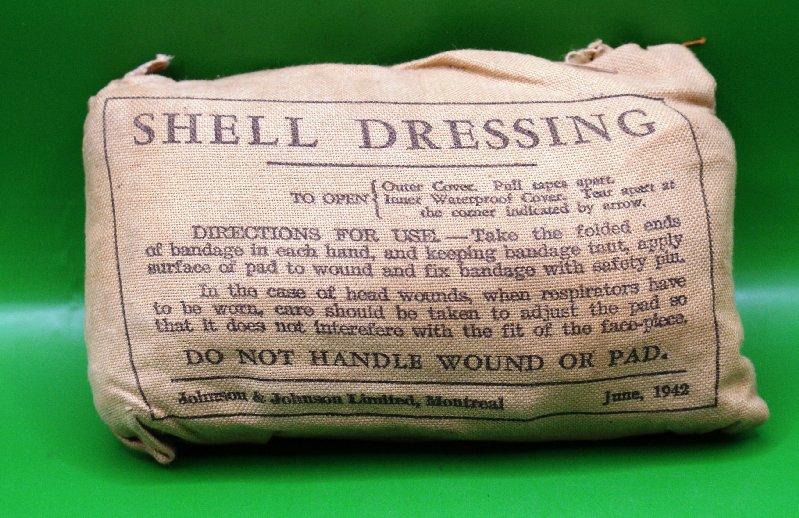 SHELL DRESSING
TO OPEN { Outer Cover. Pull tapes apart.
Inner Waterproof Cover. Tear apart at
the corner indicated by arrow.
DIRECTIONS FOR USE.—Take the folded ends
of bandage in each hand, and keeping bandage taut, apply
surface of pad to wound and fix bandage with safety pin.
In the case of head wounds, when respirators have
to be worn, care should be taken to adjust the pad so
that it does not interefere with the fit of the face-piece.
DO NOT HANDLE WOUND OR PAD.
Johnson & Johnson Limited, Montreal June, 1942